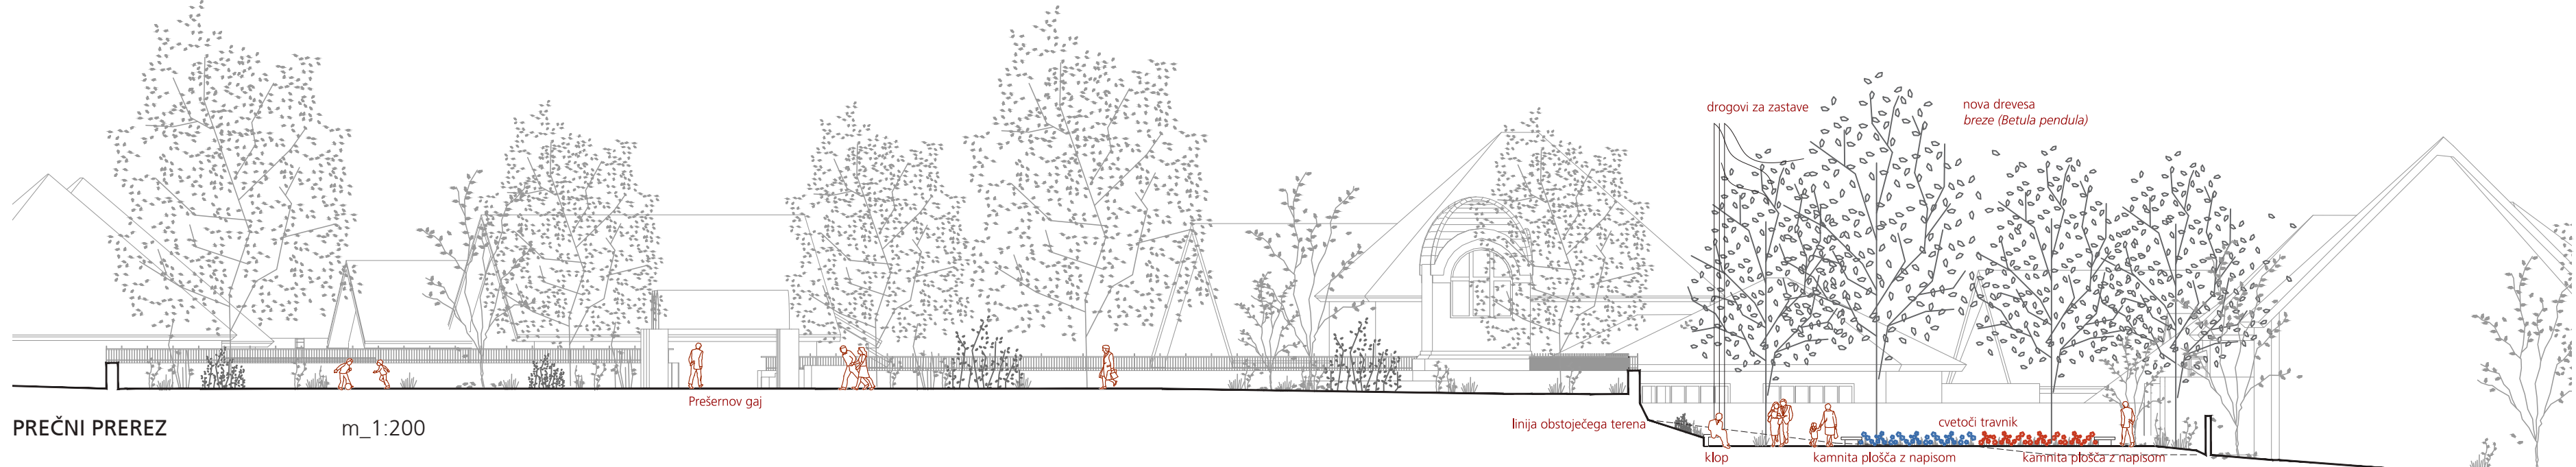 drogovi za zastave
nova drevesa
breze (Betula pendula)
Prešernov gaj
linija obstoječega terena
cvetoči travnik
klop
kamnita plošča z napisom
kamnita plošča z napisom
PREČNI PREREZ
m_1:200